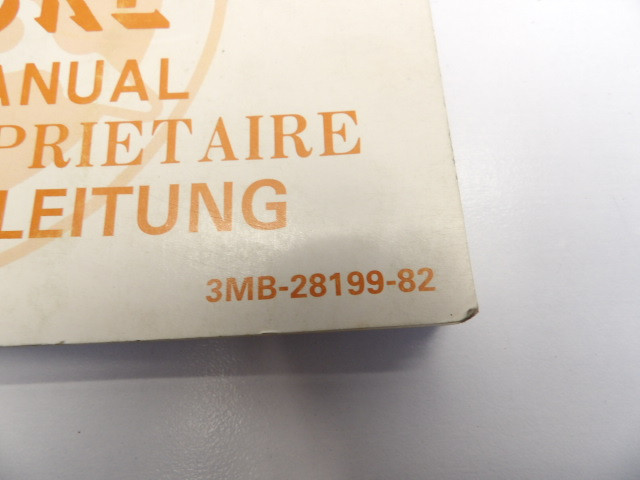 ANUAL
PRIETAIRE
LEITUNG
3MB-28199-82